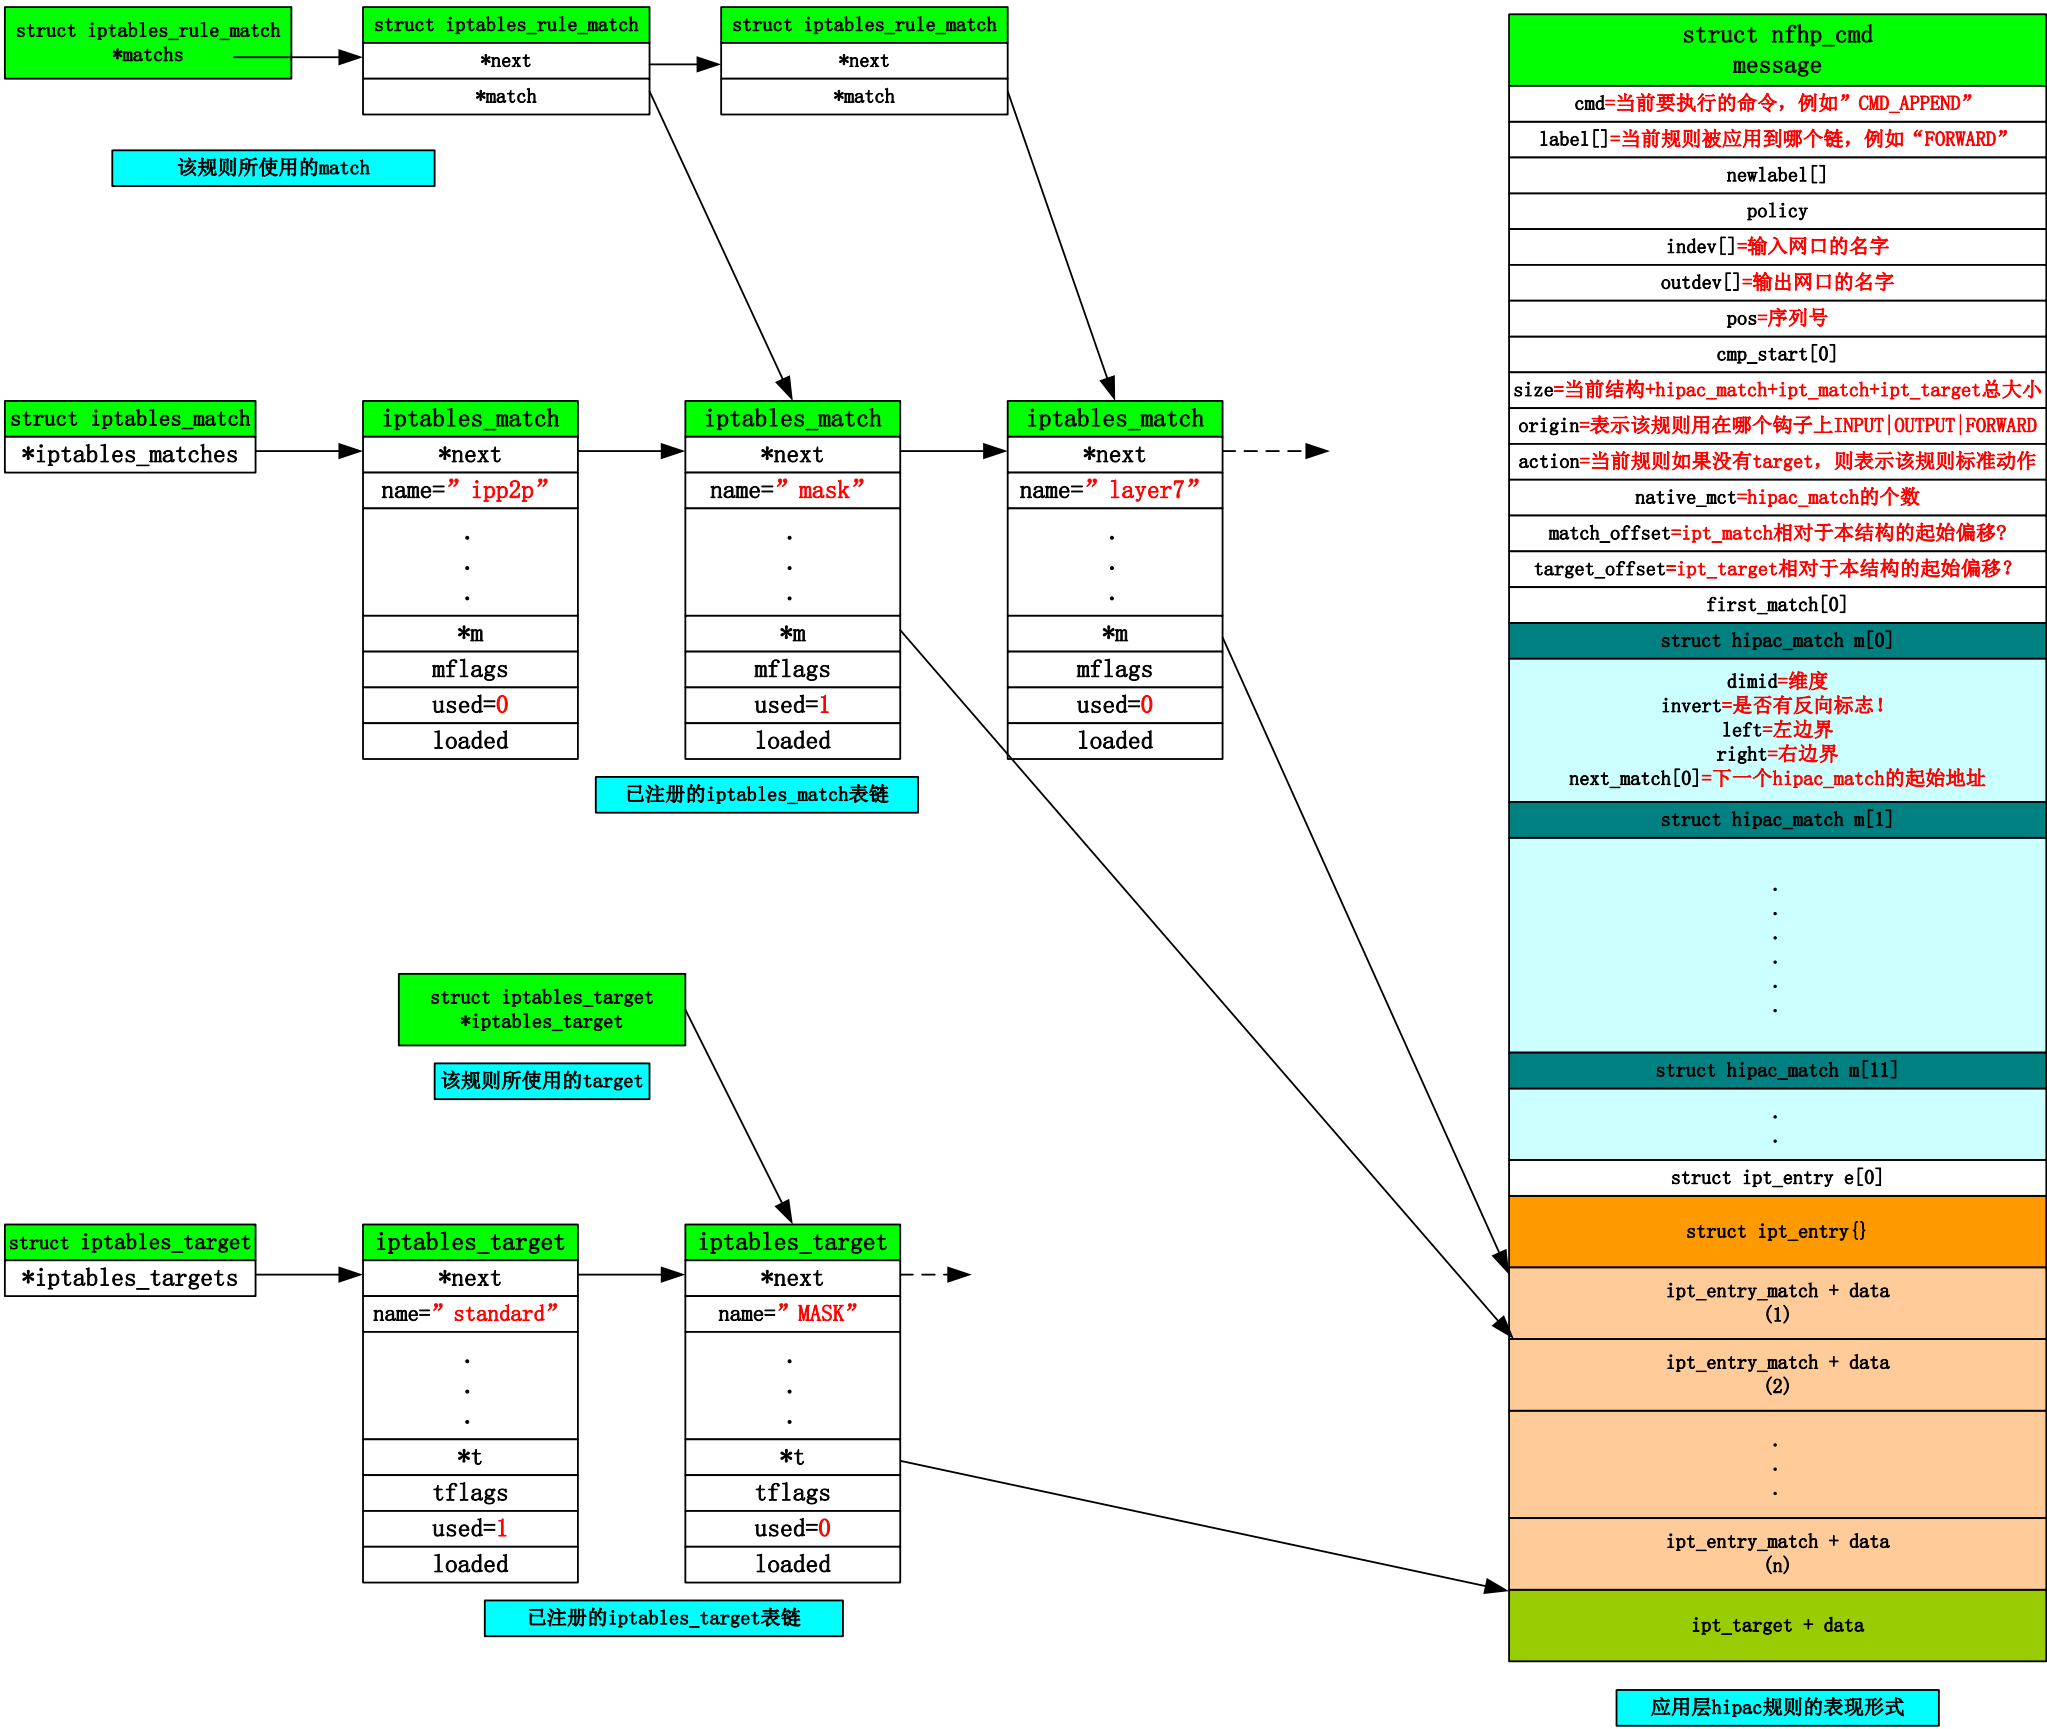 struct iptables_rule_match
*matchs
struct iptables_rule_match
*next
*match
struct iptables_rule_match
*next
*match
该规则所使用的match
struct iptables_match
*iptables_matches
iptables_match
*next
name=”ipp2p”
.
.
.
*m
mflags
used=0
loaded
iptables_match
*next
name=”mask”
.
.
.
*m
mflags
used=1
loaded
iptables_match
*next
name=”layer7”
.
.
.
*m
mflags
used=0
loaded
已注册的iptables_match表链
struct iptables_target
*iptables_target
该规则所使用的target
struct iptables_target
*iptables_targets
iptables_target
*next
name=”standard”
.
.
.
*t
tflags
used=1
loaded
iptables_target
*next
name=”MASK”
.
.
.
*t
tflags
used=0
loaded
已注册的iptables_target表链
struct nfhp_cmd
message
cmd=当前要执行的命令，例如”CMD_APPEND”
label[]=当前规则被应用到哪个链，例如“FORWARD”
newlabel[]
policy
indev[]=输入网口的名字
outdev[]=输出网口的名字
pos=序列号
cmp_start[0]
size=当前结构+hipac_match+ipt_match+ipt_target总大小
origin=表示该规则用在哪个钩子上INPUT|OUTPUT|FORWARD
action=当前规则如果没有target，则表示该规则标准动作
native_mct=hipac_match的个数
match_offset=ipt_match相对于本结构的起始偏移?
target_offset=ipt_target相对于本结构的起始偏移？
first_match[0]
struct hipac_match m[0]
dimid=维度
invert=是否有反向标志！
left=左边界
right=右边界
next_match[0]=下一个hipac_match的起始地址
struct hipac_match m[1]
.
.
.
.
.
.
struct hipac_match m[11]
.
.
struct ipt_entry e[0]
struct ipt_entry{}
ipt_entry_match + data
(1)
ipt_entry_match + data
(2)
.
.
.
ipt_entry_match + data
(n)
ipt_target + data
应用层hipac规则的表现形式